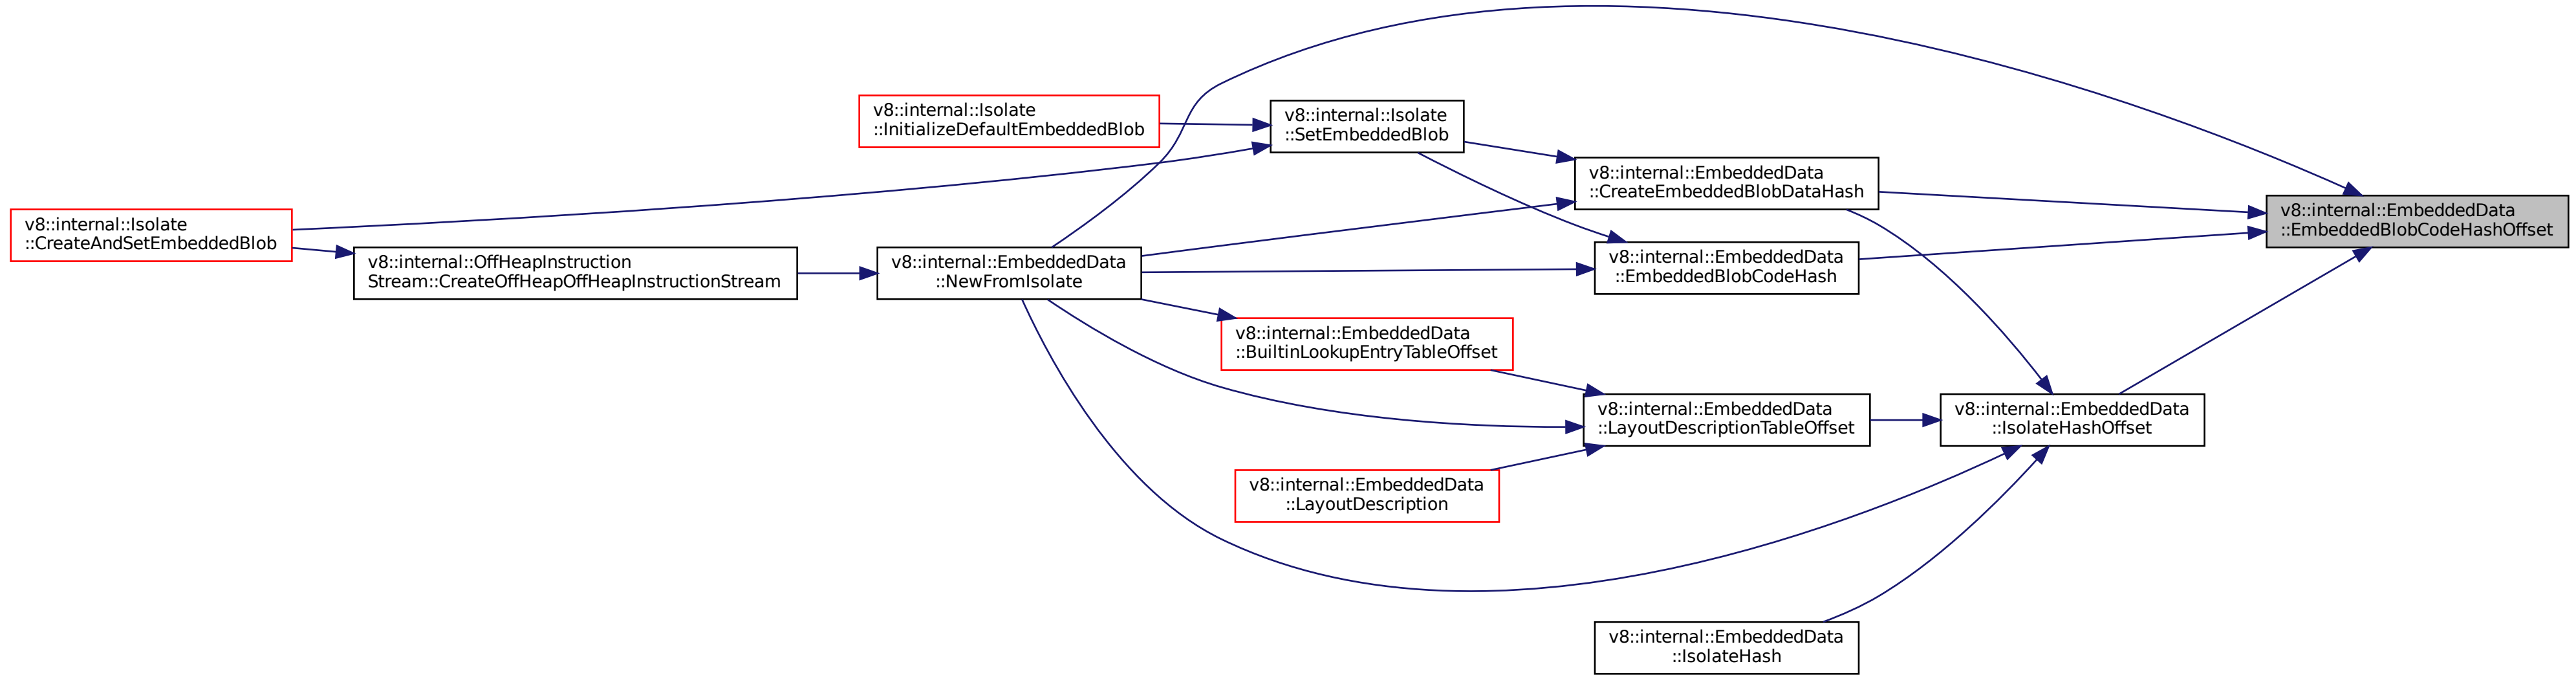 v8::internal::Isolate
::InitializeDefaultEmbeddedBlob
v8::internal::Isolate
::SetEmbeddedBlob
v8::internal::EmbeddedData
::CreateEmbeddedBlobDataHash
v8::internal::EmbeddedData
::EmbeddedBlobCodeHashOffset
v8::internal::Isolate
::CreateAndSetEmbeddedBlob
v8::internal::OffHeapInstruction
Stream::CreateOffHeapOffHeapInstructionStream
v8::internal::EmbeddedData
::NewFromIsolate
v8::internal::EmbeddedData
::EmbeddedBlobCodeHash
v8::internal::EmbeddedData
::BuiltinLookupEntryTableOffset
v8::internal::EmbeddedData
::LayoutDescriptionTableOffset
v8::internal::EmbeddedData
::IsolateHashOffset
v8::internal::EmbeddedData
::LayoutDescription
v8::internal::EmbeddedData
::IsolateHash